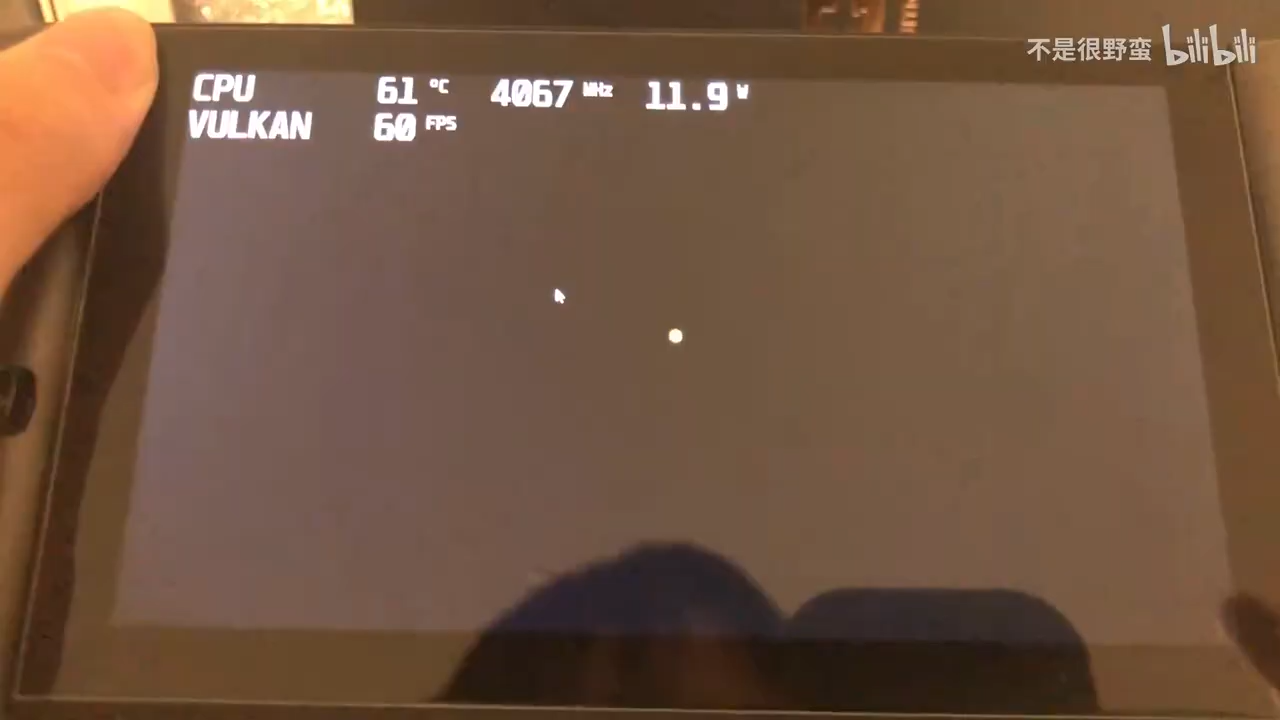 不是很野蛮 bilibili
CPU 61 °C 4067 MHz 11.9 W
VULKAN 60 FPS